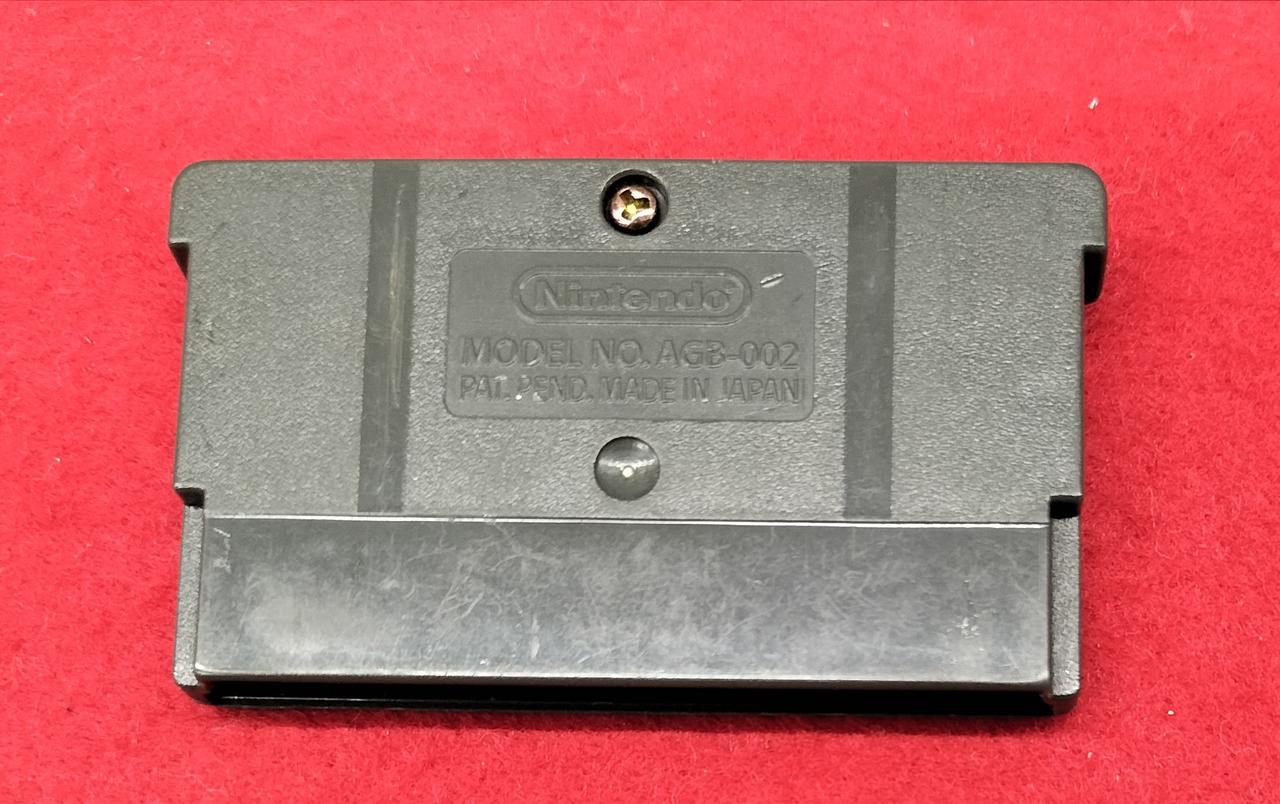 Nintendo®
MODEL NO. AGB-002
PAT. PEND. MADE IN JAPAN